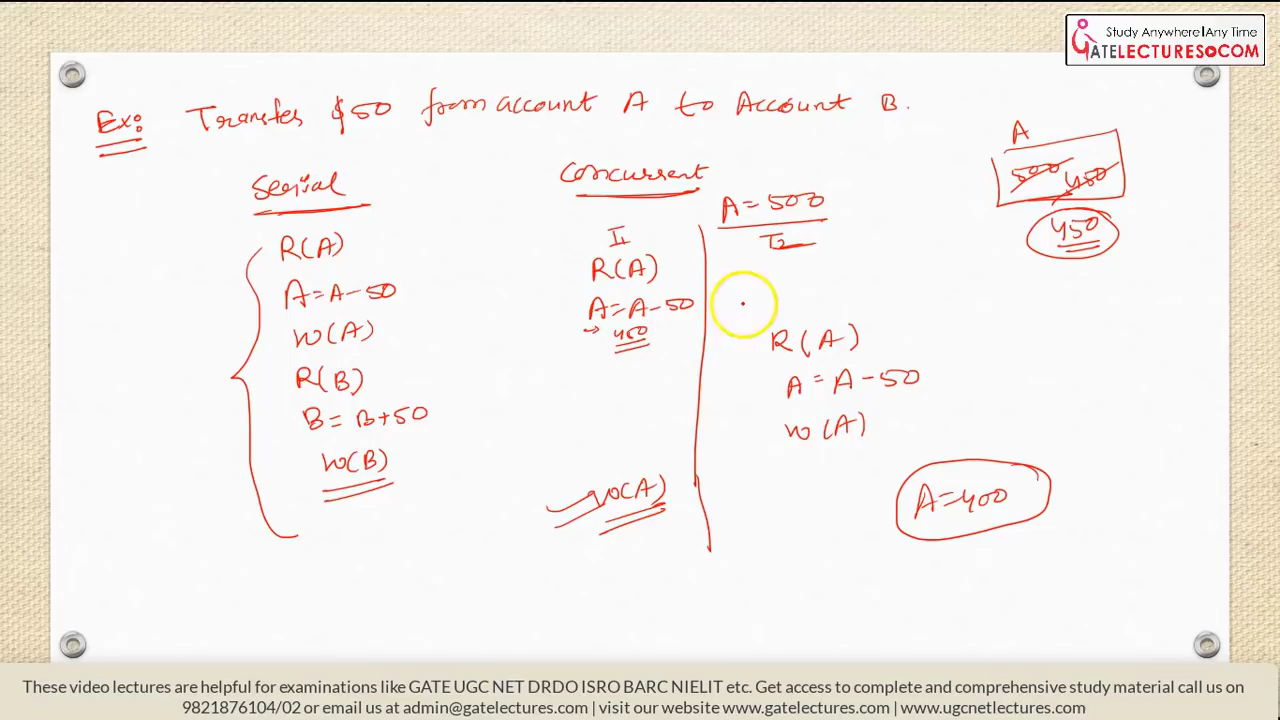 Study Anywhere | Any Time
GATELECTURES.COM
Ex: Transfer $50 from account A to Account B.
Serial
R(A)
A=A-50
W(A)
R(B)
B=B+50
W(B)
Concurrent
A=500
T1
R(A)
A=A-50
→ 450
W(A)
T2
R(A)
A=A-50
W(A)
A
500 450
450
A=400
These video lectures are helpful for examinations like GATE UGC NET DRDO ISRO BARC NIELIT etc. Get access to complete and comprehensive study material call us on
9821876104/02 or email us at admin@gatelectures.com | visit our website www.gatelectures.com | www.ugcnetlectures.com